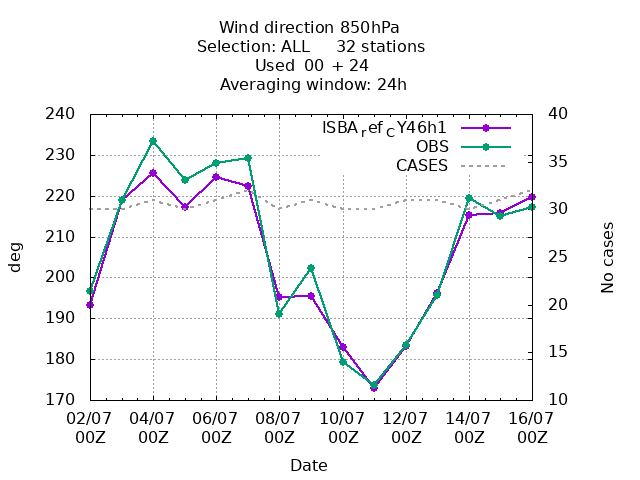 Wind direction 850hPa
Selection: ALL 32 stations
Used 00 + 24
Averaging window: 24h
ISBA_ref_CY46h1
OBS
CASES
deg
240
230
220
210
200
190
180
170
40
35
30
25
20
15
10
No cases
02/07 04/07 06/07 08/07 10/07 12/07 14/07 16/07
00Z 00Z 00Z 00Z 00Z 00Z 00Z 00Z
Date